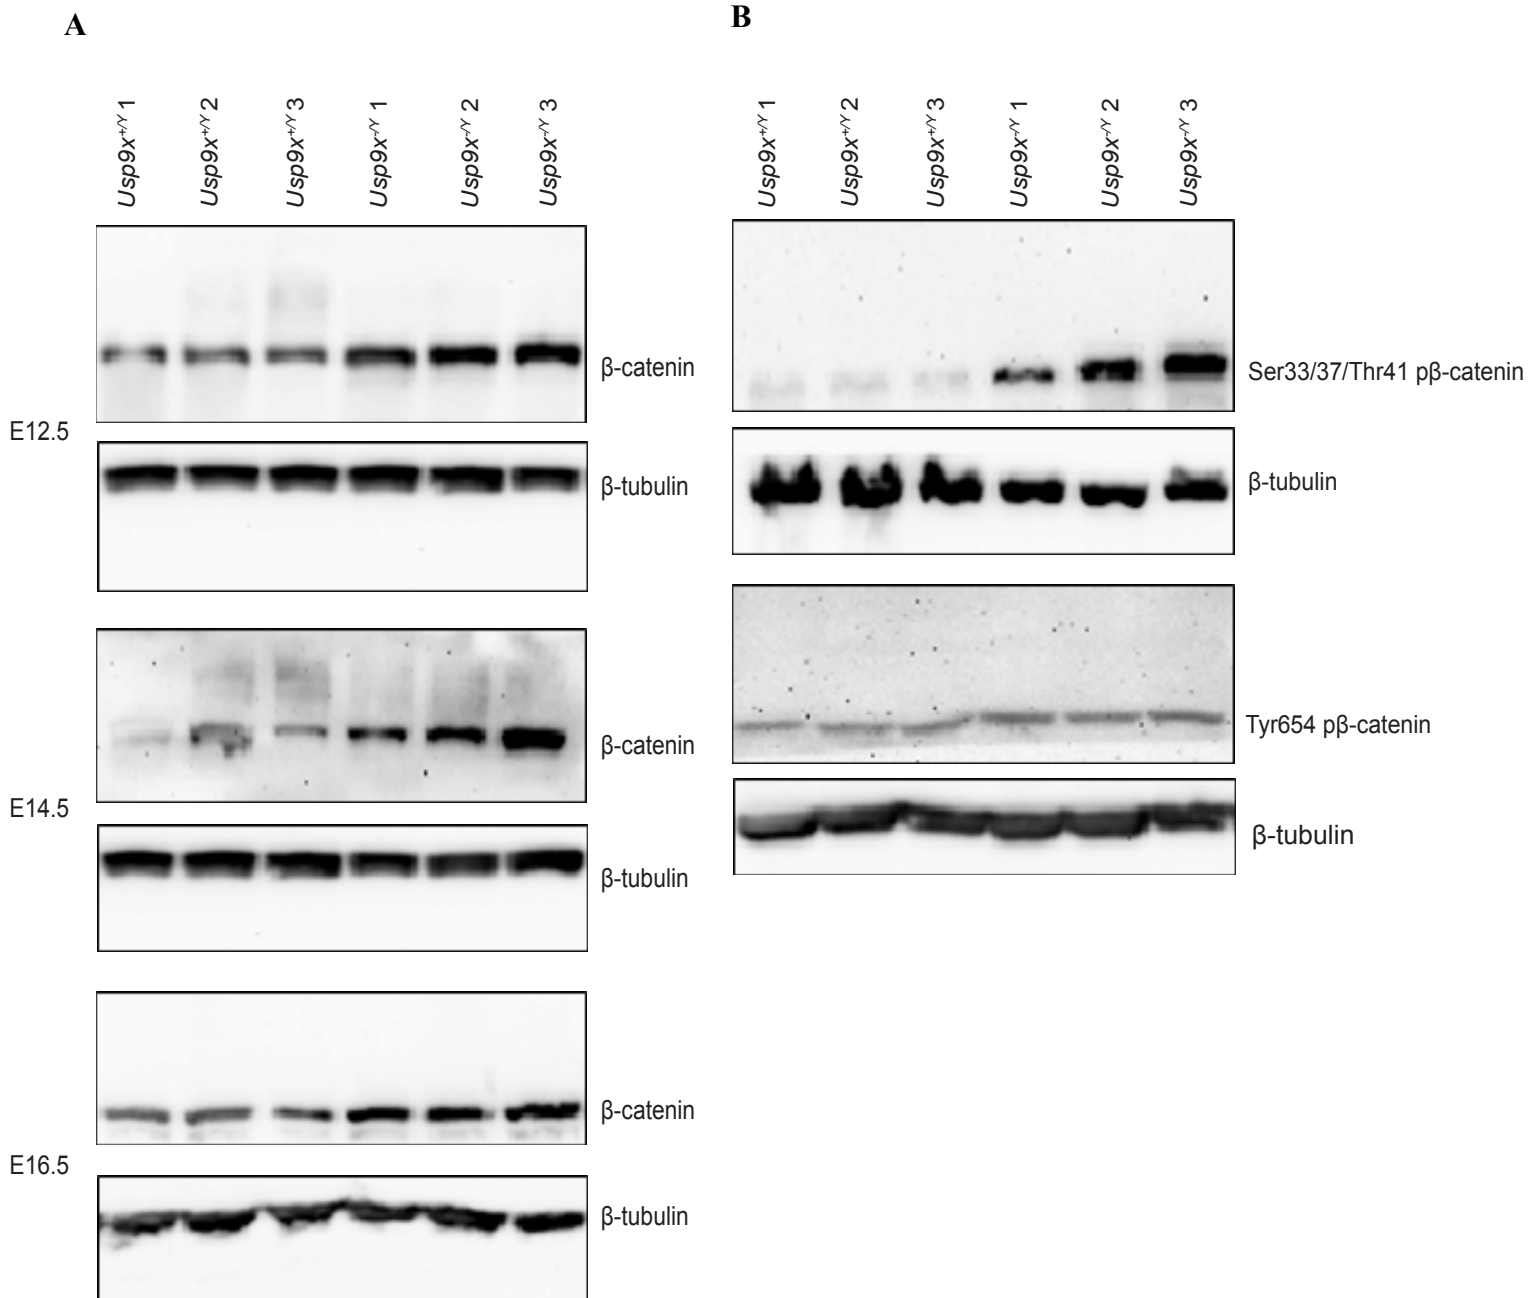 A
Usp9x+/Y 1
Usp9x+/Y 2
Usp9x+/Y 3
Usp9x-/Y 1
Usp9x-/Y 2
Usp9x-/Y 3
β-catenin
E12.5
β-tubulin
β-catenin
E14.5
β-tubulin
β-catenin
E16.5
β-tubulin
B
Usp9x+/Y 1
Usp9x+/Y 2
Usp9x+/Y 3
Usp9x-/Y 1
Usp9x-/Y 2
Usp9x-/Y 3
Ser33/37/Thr41 pβ-catenin
β-tubulin
Tyr654 pβ-catenin
β-tubulin